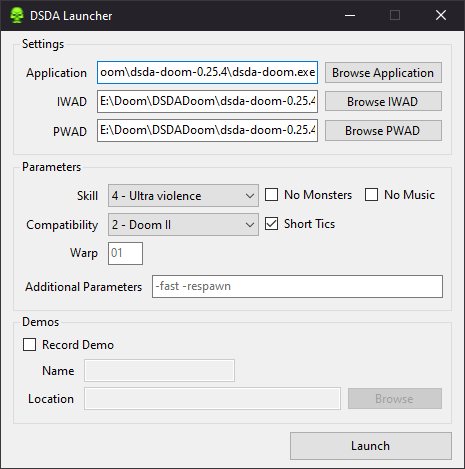 DSDA Launcher
Settings
Application oom\dsda-doom-0.25.4\dsda-doom.exe Browse Application
IWAD E:\Doom\DSDADoom\dsda-doom-0.25.4 Browse IWAD
PWAD E:\Doom\DSDADoom\dsda-doom-0.25.4 Browse PWAD
Parameters
Skill 4 - Ultra violence No Monsters No Music
Compatibility 2 - Doom II Short Tics
Warp 01
Additional Parameters -fast -respawn
Demos
Record Demo
Name
Location Browse
Launch